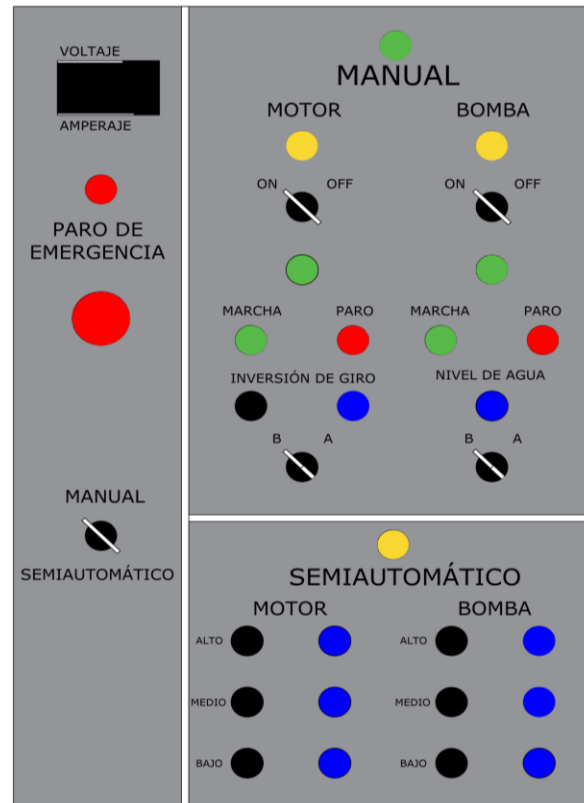 VOLTAJE
AMPERAJE
PARO DE
EMERGENCIA
MANUAL
SEMIAUTOMÁTICO
MANUAL
MOTOR BOMBA
ON OFF ON OFF
MARCHA PARO MARCHA PARO
INVERSIÓN DE GIRO NIVEL DE AGUA
B A B A
SEMIAUTOMÁTICO
MOTOR BOMBA
ALTO ALTO
MEDIO MEDIO
BAJO BAJO